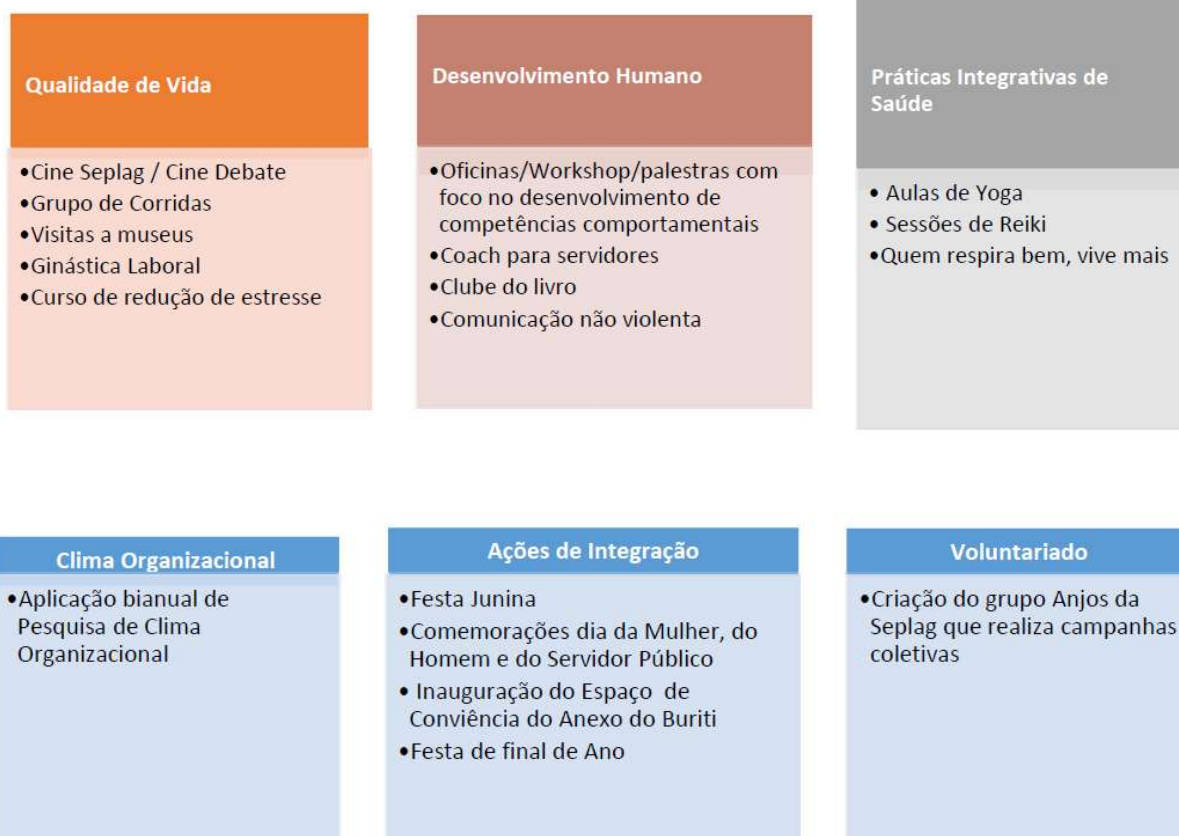 Qualidade de Vida
•Cine Seplag / Cine Debate
•Grupo de Corridas
•Visitas a museus
•Ginástica Laboral
•Curso de redução de estresse
Desenvolvimento Humano
•Oficinas/Workshop/palestras com
foco no desenvolvimento de
competências comportamentais
•Coach para servidores
•Clube do livro
•Comunicação não violenta
Práticas Integrativas de
Saúde
• Aulas de Yoga
• Sessões de Reiki
•Quem respira bem, vive mais
Clima Organizacional
•Aplicação bianual de
Pesquisa de Clima
Organizacional
Ações de Integração
•Festa Junina
•Comemorações dia da Mulher, do
Homem e do Servidor Público
• Inauguração do Espaço de
Conviência do Anexo do Buriti
•Festa de final de Ano
Voluntariado
•Criação do grupo Anjos da
Seplag que realiza campanhas
coletivas